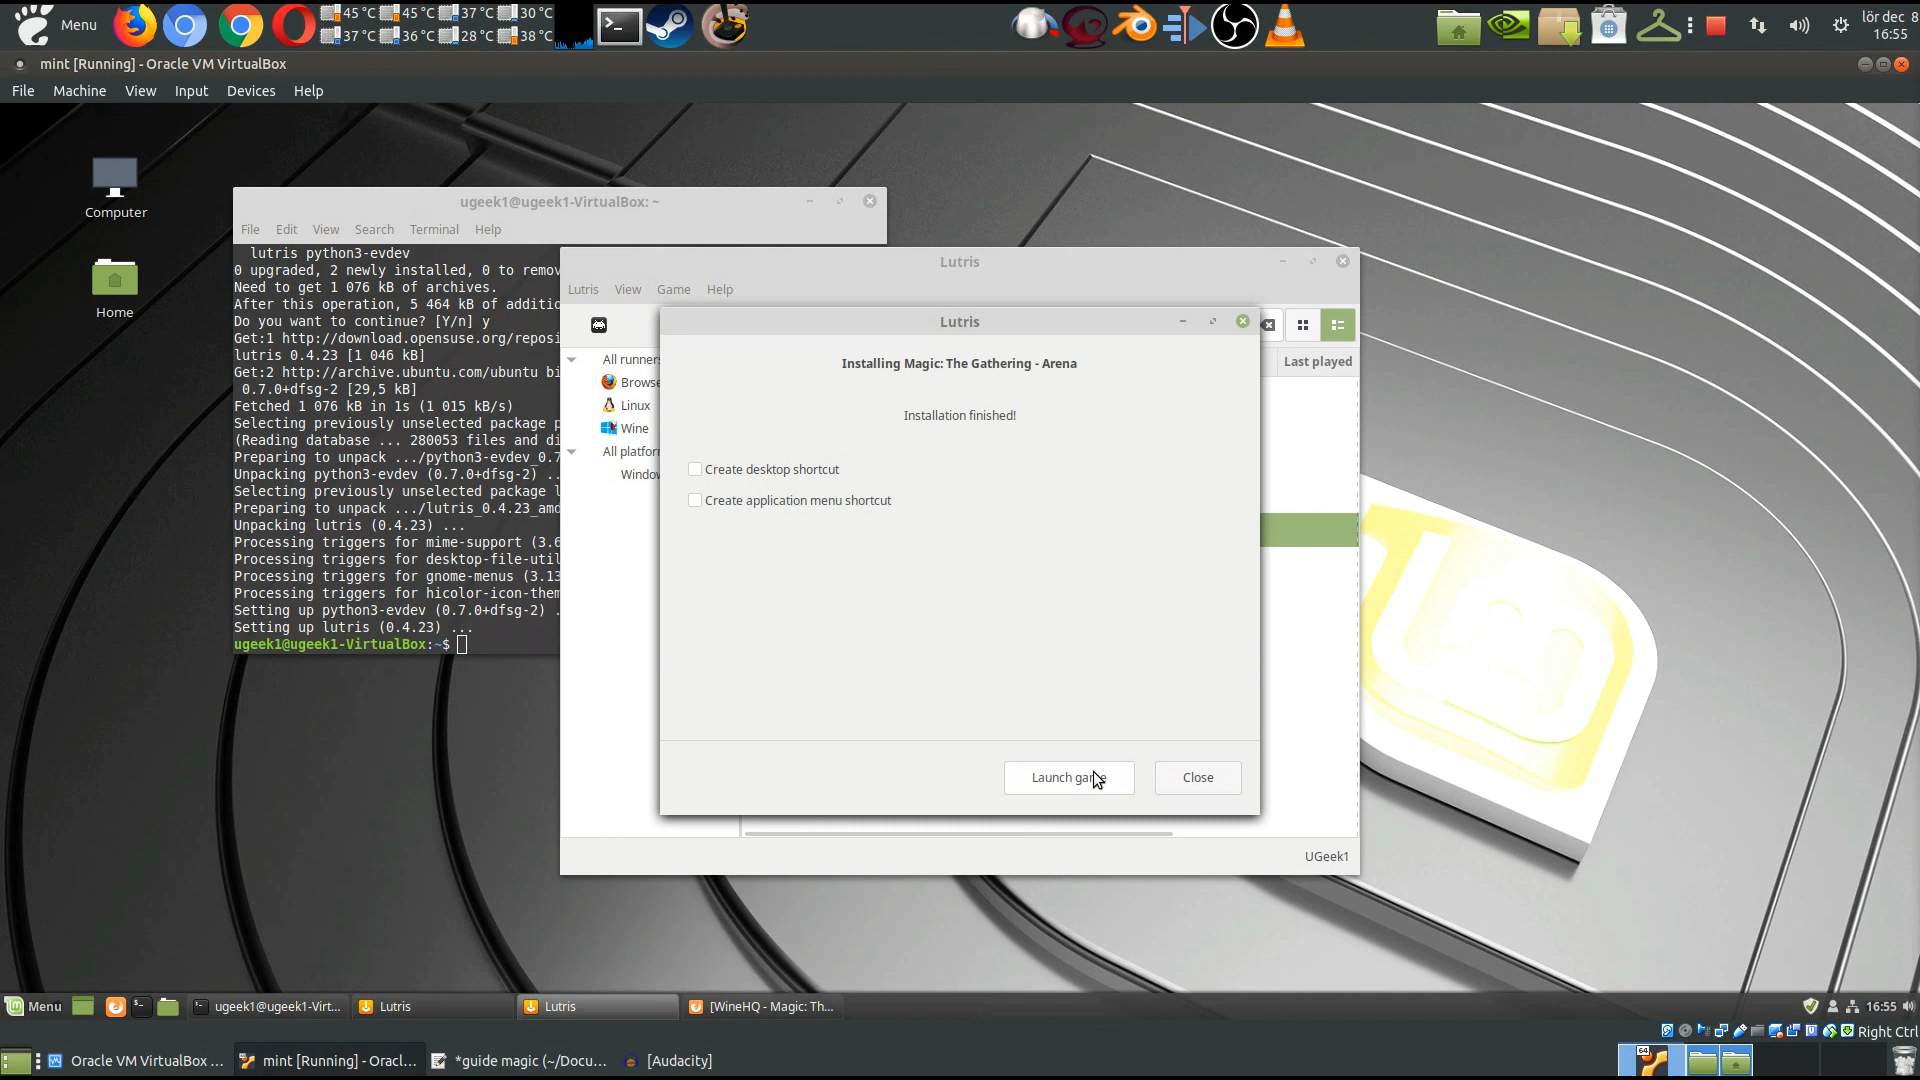 Menu
45°C 45°C 37°C 30°C
37°C 36°C 28°C 38°C
lör dec 8
16:55
mint [Running] - Oracle VM VirtualBox
File Machine View Input Devices Help
Computer
Home
ugeek1@ugeek1-VirtualBox: ~
File Edit View Search Terminal Help
lutris python3-evdev
0 upgraded, 2 newly installed, 0 to remov
Need to get 1 076 kB of archives.
After this operation, 5 464 kB of additio
Do you want to continue? [Y/n] y
Get:1 http://download.opensuse.org/reposi
lutris 0.4.23 [1 046 kB]
Get:2 http://archive.ubuntu.com/ubuntu bi
0.7.0+dfsg-2 [29,5 kB]
Fetched 1 076 kB in 1s (1 015 kB/s)
Selecting previously unselected package p
(Reading database ... 280053 files and di
Preparing to unpack .../python3-evdev_0.7
Unpacking python3-evdev (0.7.0+dfsg-2) ..
Selecting previously unselected package l
Preparing to unpack .../lutris_0.4.23_amd
Unpacking lutris (0.4.23) ...
Processing triggers for mime-support (3.6
Processing triggers for desktop-file-util
Processing triggers for gnome-menus (3.13
Processing triggers for hicolor-icon-them
Setting up python3-evdev (0.7.0+dfsg-2) .
Setting up lutris (0.4.23) ...
ugeek1@ugeek1-VirtualBox:~$
Lutris
Lutris View Game Help
All runners
Browse
Linux
Wine
All platfor
Window
Last played
Lutris
Installing Magic: The Gathering - Arena
Installation finished!
Create desktop shortcut
Create application menu shortcut
Launch game
Close
UGeek1
Menu
ugeek1@ugeek1-Virt...
Lutris
Lutris
[WineHQ - Magic: Th...
16:55
Right Ctrl
Oracle VM VirtualBox ...
mint [Running] - Oracl...
*guide magic (~/Docu...
[Audacity]
64